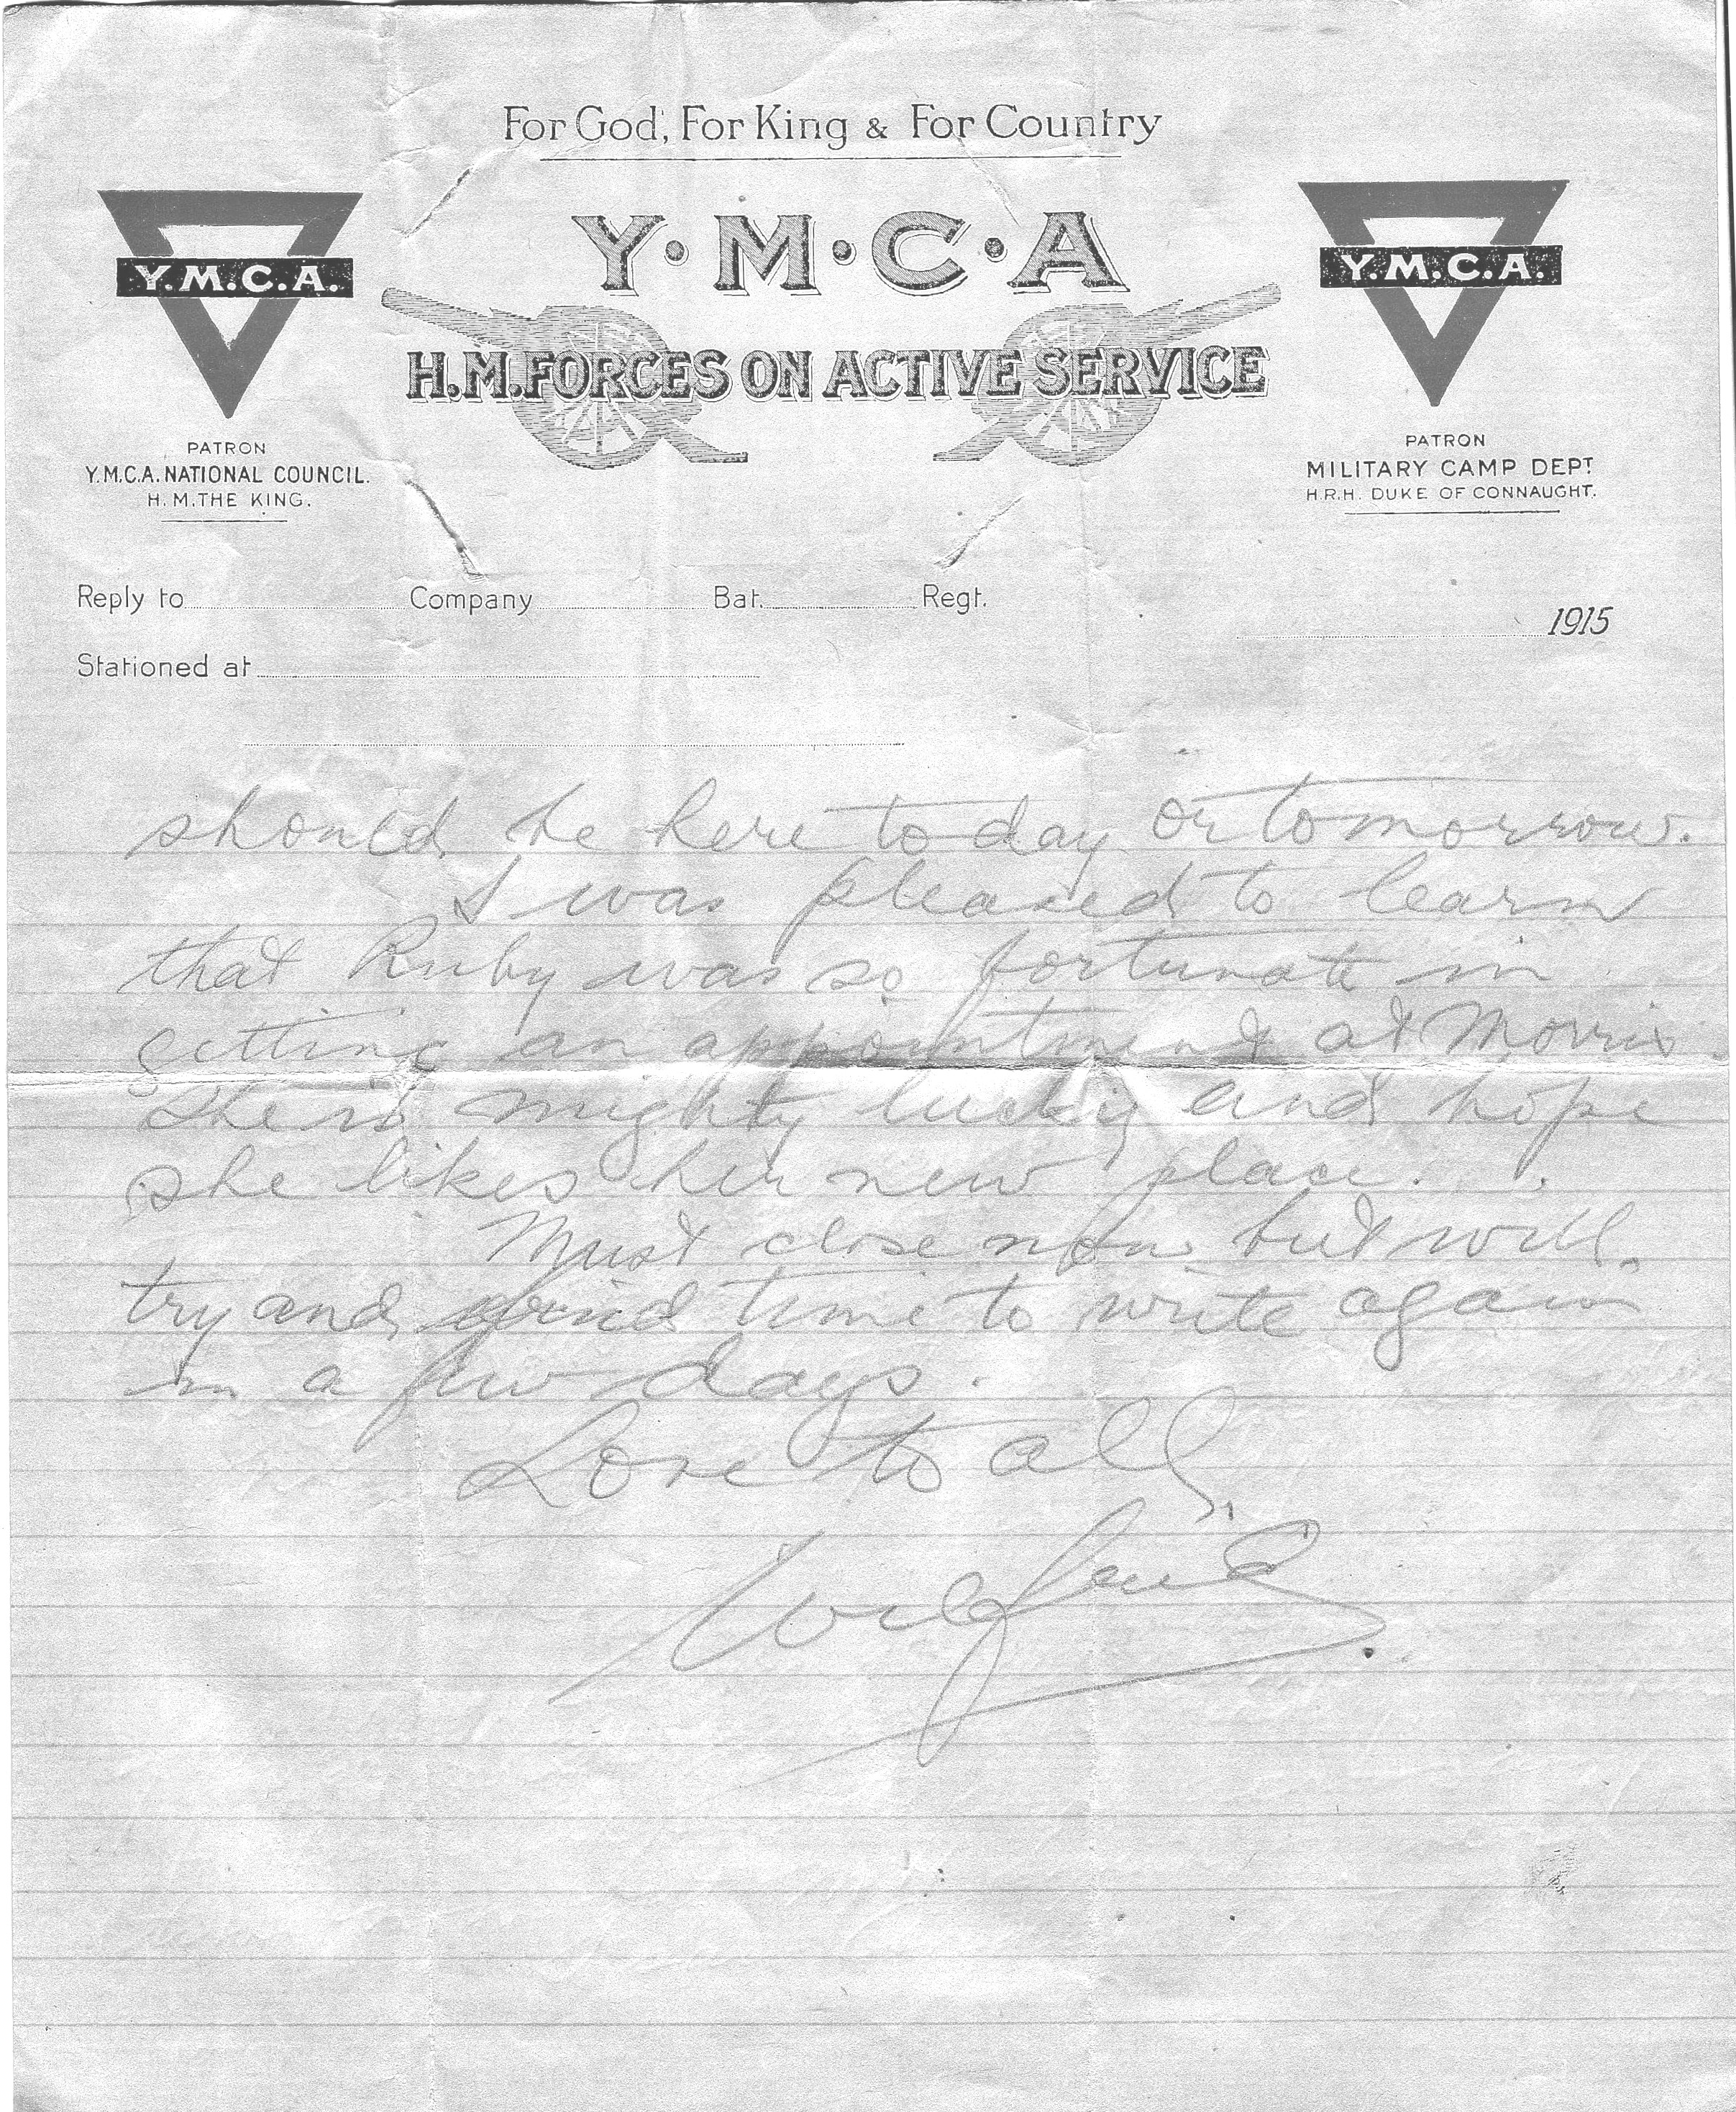 For God, For King & For Country
Y·M·C·A
Y.M.C.A.
Y.M.C.A.
H.M. FORCES ON ACTIVE SERVICE
PATRON
Y.M.C.A. NATIONAL COUNCIL.
H.M. THE KING.
PATRON
MILITARY CAMP DEPT
H.R.H. DUKE OF CONNAUGHT.
Reply to Company Bat. Regt.
1915
Stationed at
should be here to day or tomorrow.
I was pleased to learn
that Ruby was so fortunate in
getting an appointment at Morris
She is mighty lucky and hope
she likes her new place.
Must close now but will
try and find time to write again
in a few days.
Love to all,
Wilfrid.